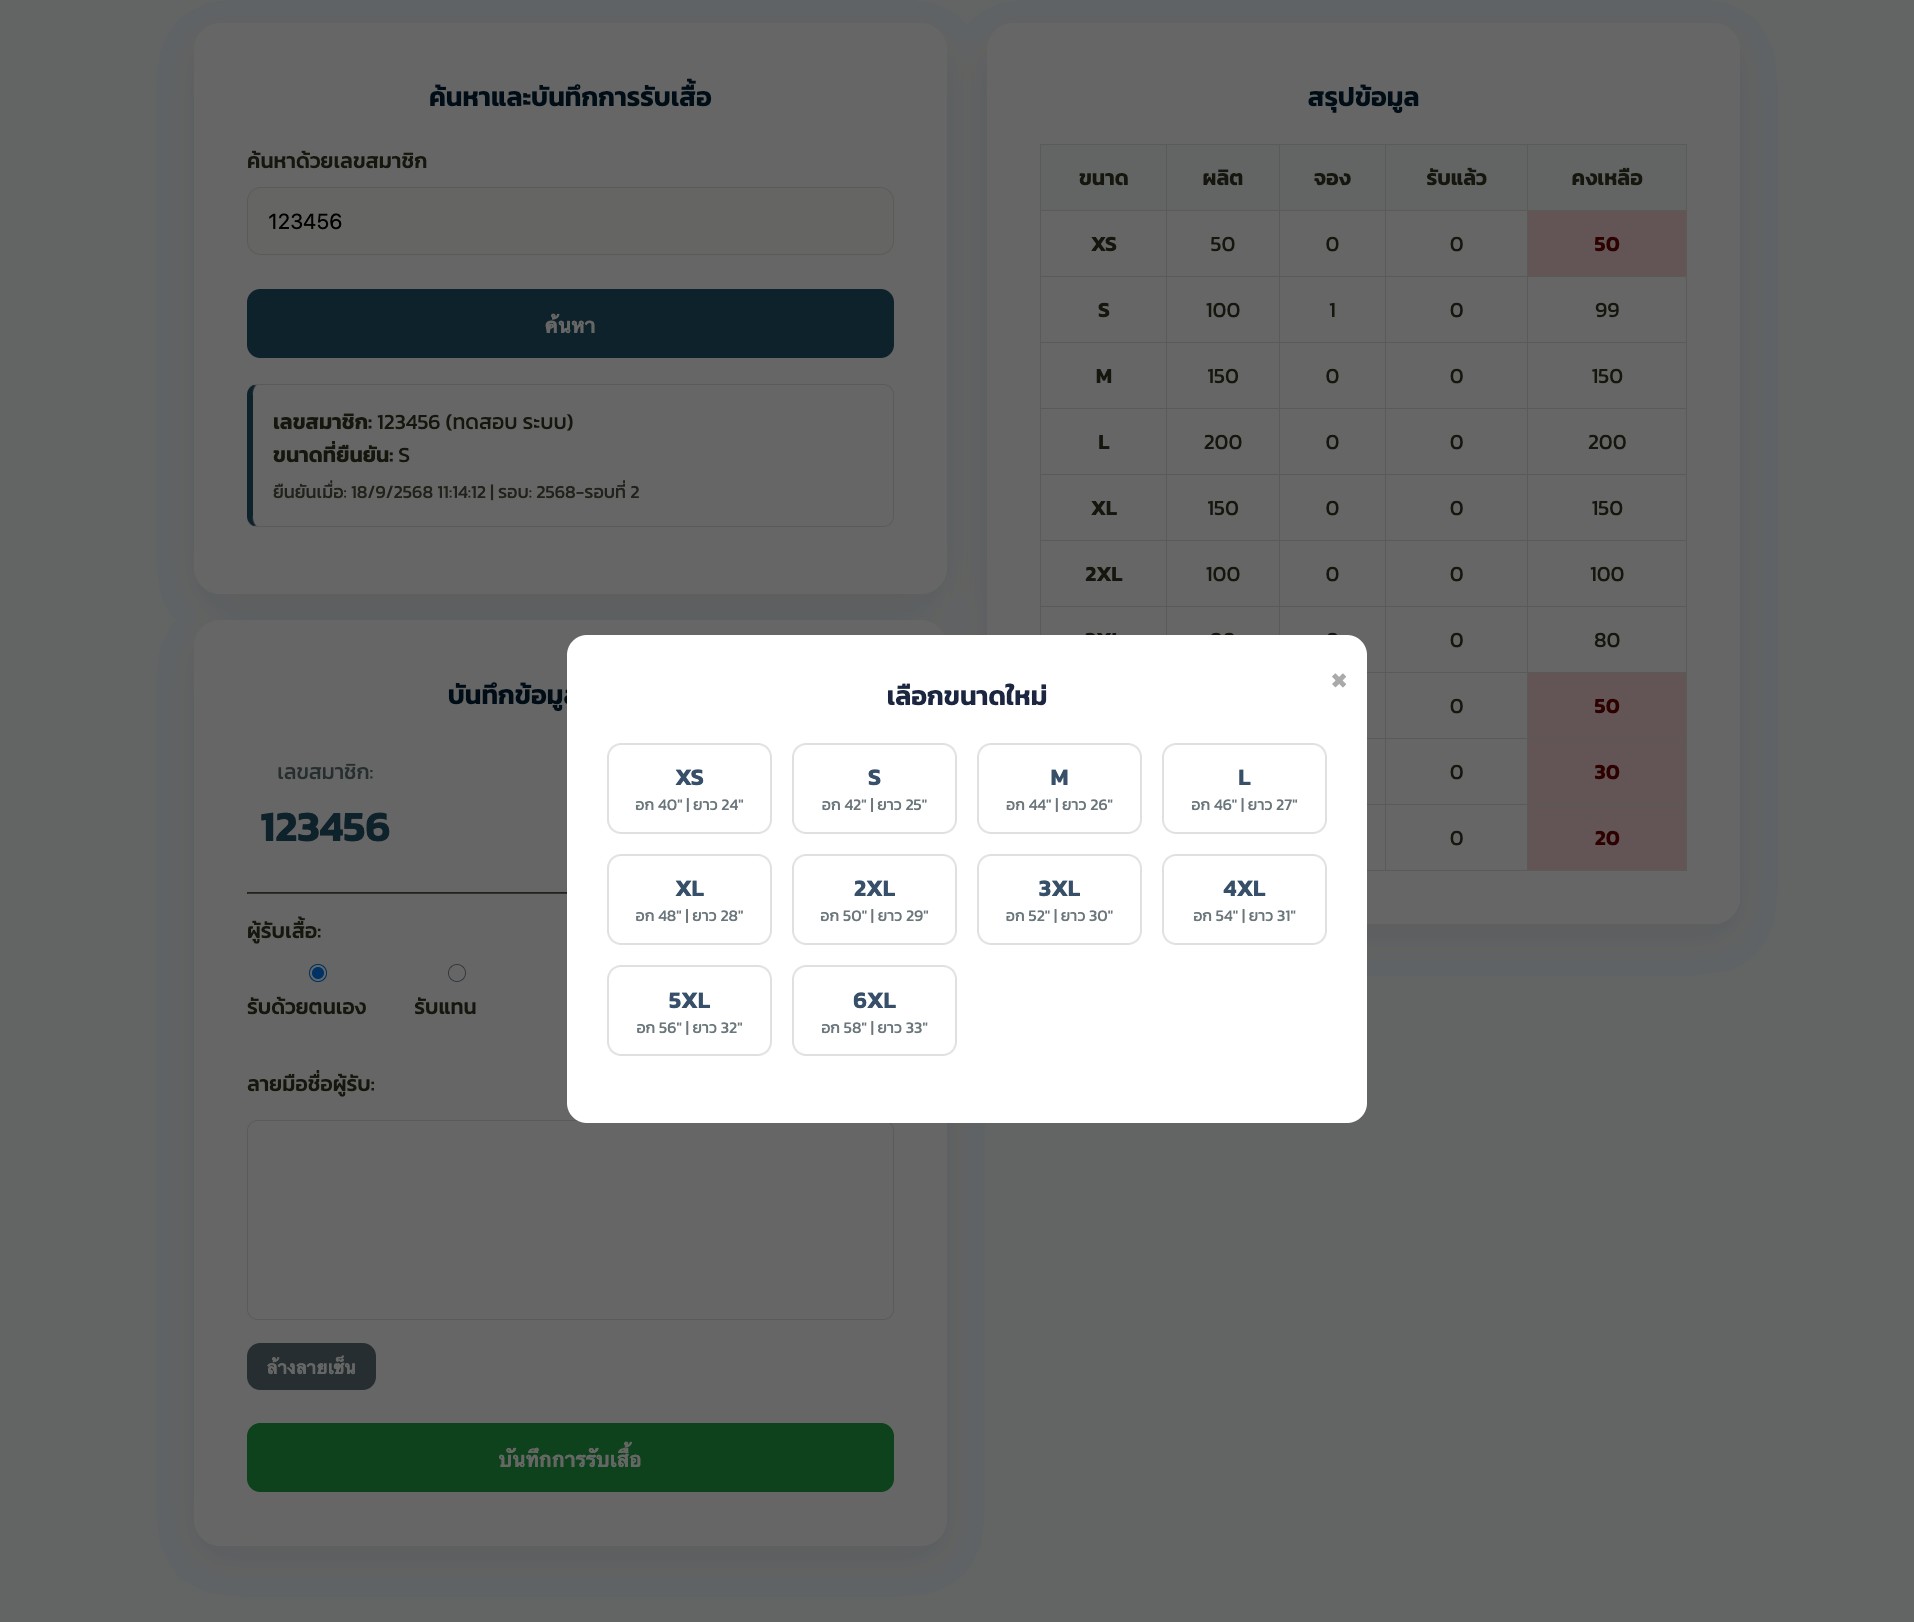 ค้นหาและบันทึกการรับเสื้อ
ค้นหาด้วยเลขสมาชิก
123456
ค้นหา
เลขสมาชิก: 123456 (ทดสอบ ระบบ)
ขนาดที่ยืนยัน: S
ยืนยันเมื่อ: 18/9/2568 11:14:12 | รอบ: 2568-รอบที่ 2
สรุปข้อมูล
ขนาด ผลิต จอง รับแล้ว คงเหลือ
XS 50 0 0 50
S 100 1 0 99
M 150 0 0 150
L 200 0 0 200
XL 150 0 0 150
2XL 100 0 0 100
0 80
0 50
0 30
0 20
บันทึกข้อมูล
เลขสมาชิก:
123456
ผู้รับเสื้อ:
รับด้วยตนเอง รับแทน
ลายมือชื่อผู้รับ:
ล้างลายเซ็น
บันทึกการรับเสื้อ
เลือกขนาดใหม่
✖
XS
อก 40" | ยาว 24"
S
อก 42" | ยาว 25"
M
อก 44" | ยาว 26"
L
อก 46" | ยาว 27"
XL
อก 48" | ยาว 28"
2XL
อก 50" | ยาว 29"
3XL
อก 52" | ยาว 30"
4XL
อก 54" | ยาว 31"
5XL
อก 56" | ยาว 32"
6XL
อก 58" | ยาว 33"